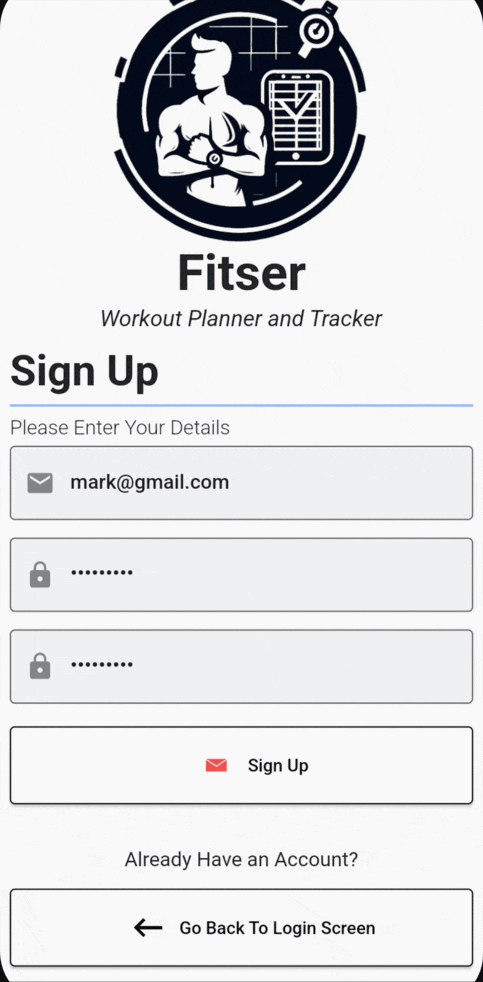 Fitser
Workout Planner and Tracker
Sign Up
Please Enter Your Details
mark@gmail.com
•••••••••
•••••••••
Sign Up
Already Have an Account?
Go Back To Login Screen